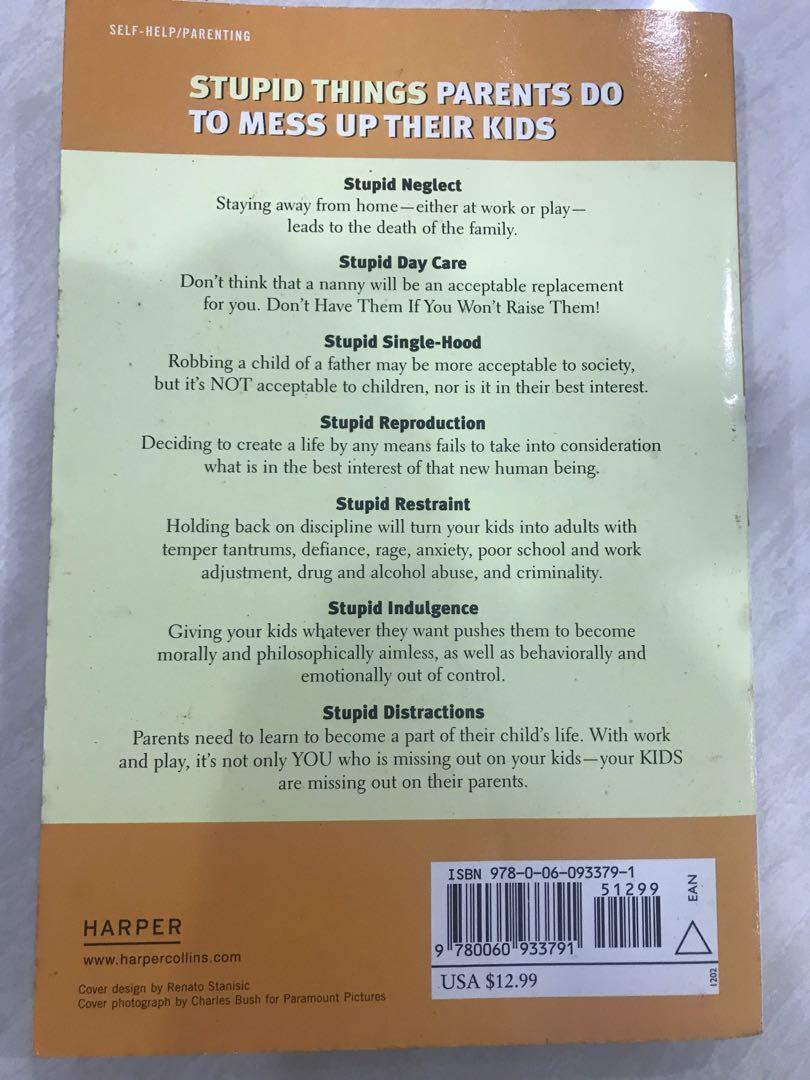 SELF-HELP/PARENTING
STUPID THINGS PARENTS DO
TO MESS UP THEIR KIDS
Stupid Neglect
Staying away from home—either at work or play—
leads to the death of the family.
Stupid Day Care
Don't think that a nanny will be an acceptable replacement
for you. Don't Have Them If You Won't Raise Them!
Stupid Single-Hood
Robbing a child of a father may be more acceptable to society,
but it's NOT acceptable to children, nor is it in their best interest.
Stupid Reproduction
Deciding to create a life by any means fails to take into consideration
what is in the best interest of that new human being.
Stupid Restraint
Holding back on discipline will turn your kids into adults with
temper tantrums, defiance, rage, anxiety, poor school and work
adjustment, drug and alcohol abuse, and criminality.
Stupid Indulgence
Giving your kids whatever they want pushes them to become
morally and philosophically aimless, as well as behaviorally and
emotionally out of control.
Stupid Distractions
Parents need to learn to become a part of their child's life. With work
and play, it's not only YOU who is missing out on your kids—your KIDS
are missing out on their parents.
HARPER
www.harpercollins.com
Cover design by Renato Stanisic
Cover photograph by Charles Bush for Paramount Pictures
ISBN 978-0-06-093379-1
51299
EAN
9 780060 933791
USA $12.99
1202